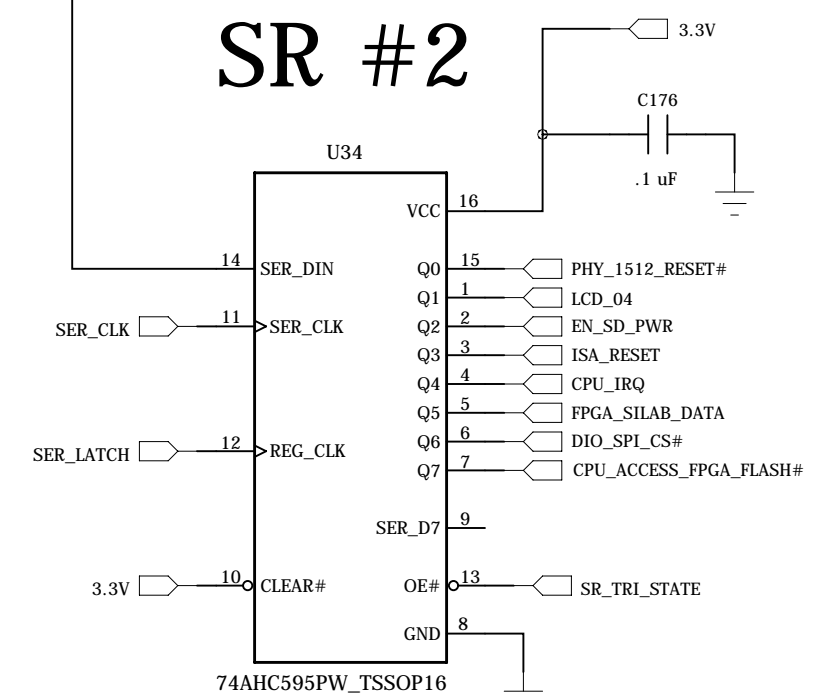 SR #2
3.3V
C176
.1 uF
U34
VCC 16
14 SER_DIN Q0 15 PHY_1512_RESET#
Q1 1 LCD_04
SER_CLK 11 SER_CLK Q2 2 EN_SD_PWR
Q3 3 ISA_RESET
Q4 4 CPU_IRQ
Q5 5 FPGA_SILAB_DATA
SER_LATCH 12 REG_CLK Q6 6 DIO_SPI_CS#
Q7 7 CPU_ACCESS_FPGA_FLASH#
SER_D7 9
3.3V 10 CLEAR# OE# 13 SR_TRI_STATE
GND 8
74AHC595PW_TSSOP16